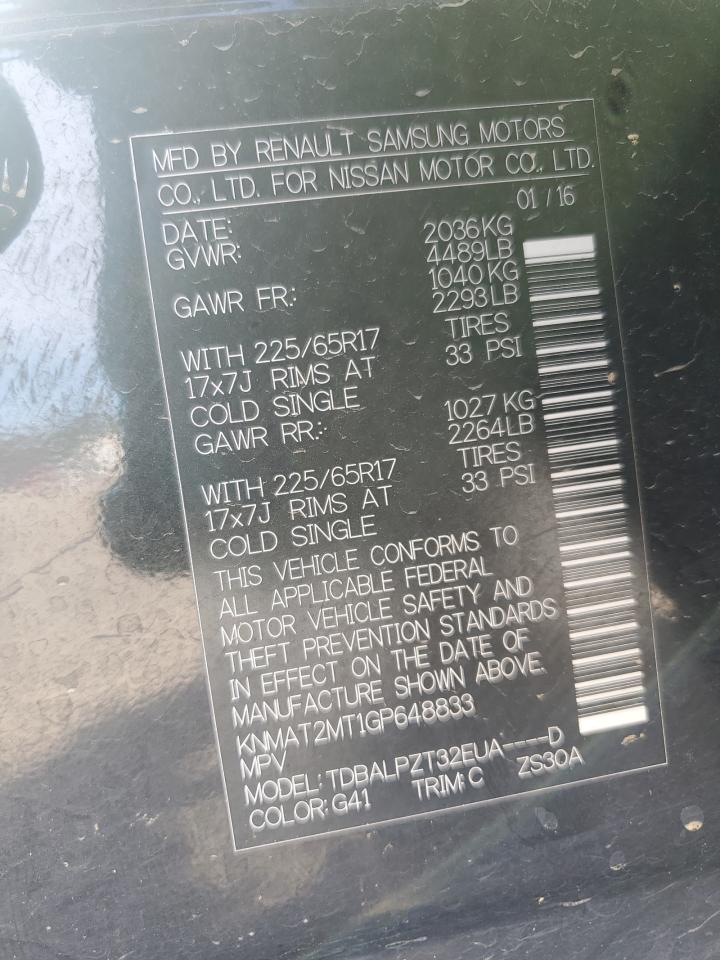 MFD BY RENAULT SAMSUNG MOTORS
CO., LTD. FOR NISSAN MOTOR CO., LTD.
DATE: 01 / 16
GVWR: 2036KG
4489LB
GAWR FR: 1040 KG
2293LB
WITH 225/65R17 TIRES
17x7J RIMS AT 33 PSI
COLD SINGLE
GAWR RR: 1027 KG
2264LB
WITH 225/65R17 TIRES
17x7J RIMS AT 33 PSI
COLD SINGLE
THIS VEHICLE CONFORMS TO
ALL APPLICABLE FEDERAL
MOTOR VEHICLE SAFETY AND
THEFT PREVENTION STANDARDS
IN EFFECT ON THE DATE OF
MANUFACTURE SHOWN ABOVE.
KNMAT2MT1GP648833
MPV
MODEL: TDBALPZT32EUA----D
COLOR: G41 TRIM: C ZS30A